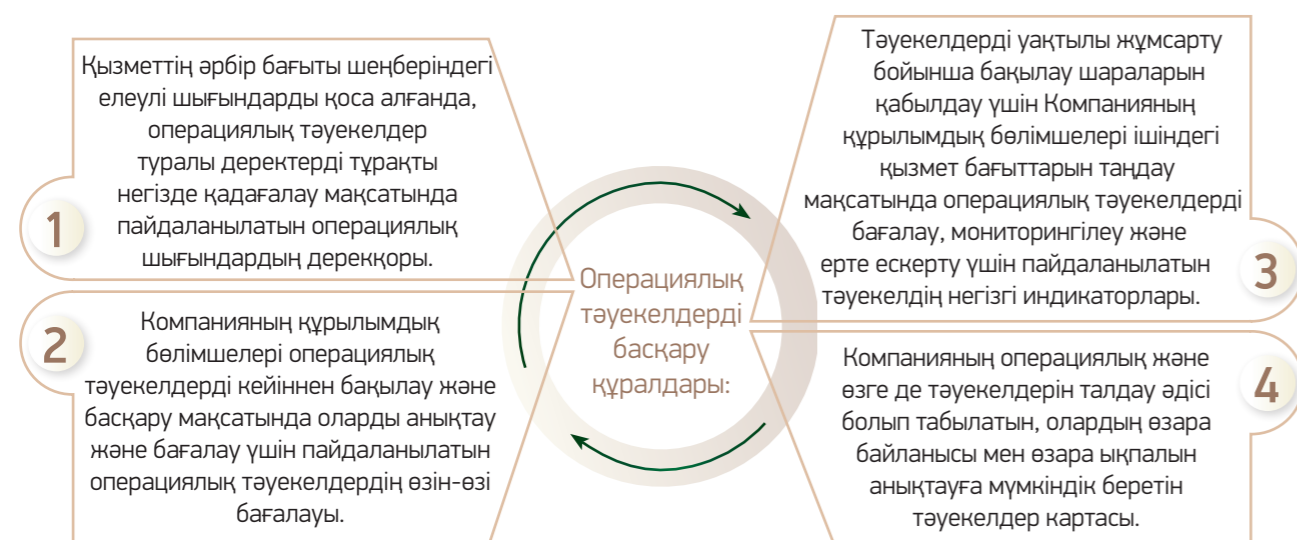 1
Қызметтің әрбір бағыты шеңберіндегі
елеулі шығындарды қоса алғанда,
операциялық тәуекелдер
туралы деректерді тұрақты
негізде қадағалау мақсатында
пайдаланылатын операциялық
шығындардың дерекқоры.
2
Компанияның құрылымдық
бөлімшелері операциялық
тәуекелдерді кейіннен бақылау және
басқару мақсатында оларды анықтау
және бағалау үшін пайдаланылатын
операциялық тәуекелдердің өзін-өзі
бағалауы.
Операциялық
тәуекелдерді
басқару
құралдары:
Тәуекелдерді уақтылы жұмсарту
бойынша бақылау шараларын
қабылдау үшін Компанияның
құрылымдық бөлімшелері ішіндегі
қызмет бағыттарын таңдау
мақсатында операциялық тәуекелдерді
бағалау, мониторингілеу және
ерте ескерту үшін пайдаланылатын
тәуекелдің негізгі индикаторлары.
3
Компанияның операциялық және
өзге де тәуекелдерін талдау әдісі
болып табылатын, олардың өзара
байланысы мен өзара ықпалын
анықтауға мүмкіндік беретін
тәуекелдер картасы.
4